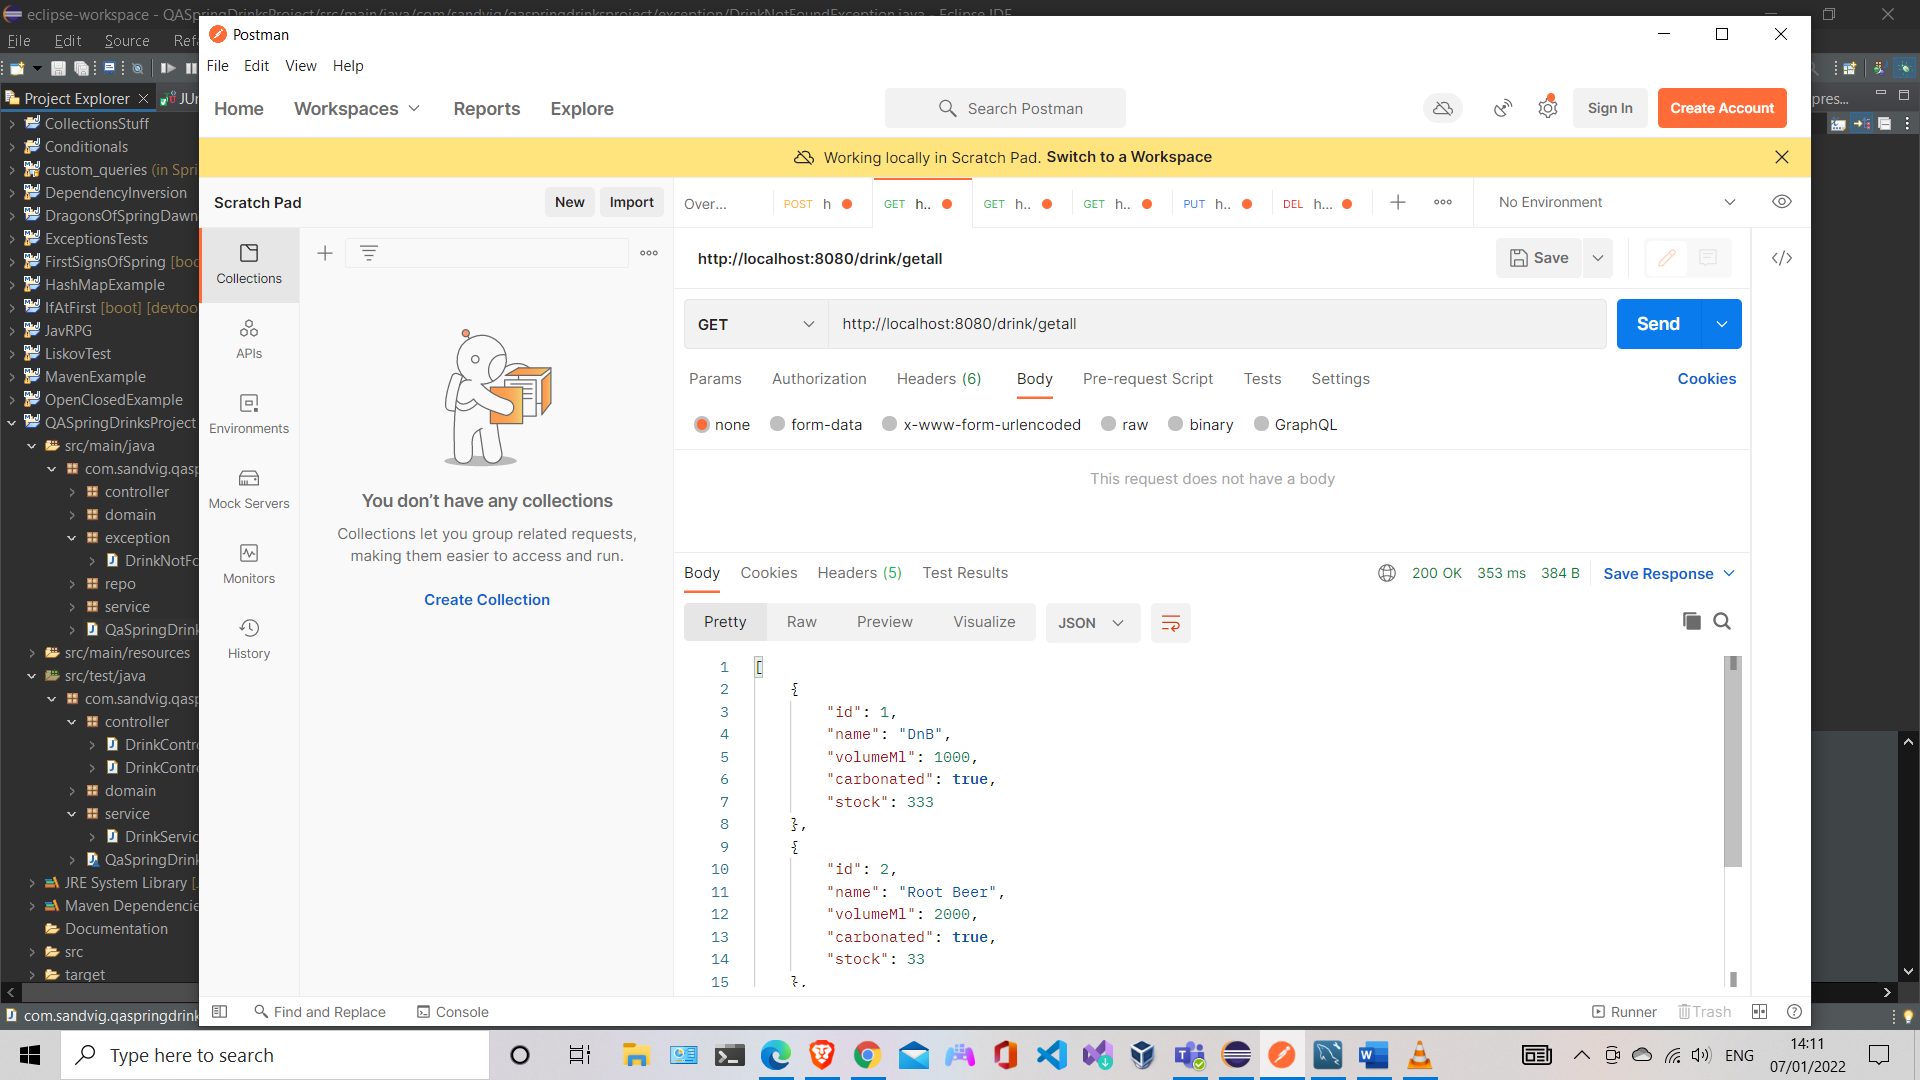 eclipse-workspace - QASpringDrinksProject/src/main/java/com/sandvig/qaspringdrinksproject/exception/DrinkNotFoundException.java - Eclipse IDE
File Edit Source Refa
Postman
File Edit View Help
Home Workspaces Reports Explore
Search Postman
Sign In
Create Account
Working locally in Scratch Pad. Switch to a Workspace
Project Explorer
JUn
CollectionsStuff
Conditionals
custom_queries (in Spri
DependencyInversion
DragonsOfSpringDawn
ExceptionsTests
FirstSignsOfSpring [boo
HashMapExample
IfAtFirst [boot] [devtoo
JavRPG
LiskovTest
MavenExample
OpenClosedExample
QASpringDrinksProject
src/main/java
com.sandvig.qasp
controller
domain
exception
DrinkNotFo
repo
service
QaSpringDrink
src/main/resources
src/test/java
com.sandvig.qasp
controller
DrinkContro
DrinkContro
domain
service
DrinkServic
QaSpringDrink
JRE System Library [.
Maven Dependencie
Documentation
src
target
com.sandvig.qaspringdrink
Scratch Pad
New Import
Collections
APIs
Environments
Mock Servers
Monitors
History
You don't have any collections
Collections let you group related requests,
making them easier to access and run.
Create Collection
Over... POST h GET h.. GET h.. GET h.. PUT h.. DEL h...
No Environment
http://localhost:8080/drink/getall
Save
GET http://localhost:8080/drink/getall
Send
Params Authorization Headers (6) Body Pre-request Script Tests Settings
Cookies
none form-data x-www-form-urlencoded raw binary GraphQL
This request does not have a body
Body Cookies Headers (5) Test Results
200 OK 353 ms 384 B Save Response
Pretty Raw Preview Visualize JSON
1 [
2 {
3 "id": 1,
4 "name": "DnB",
5 "volumeMl": 1000,
6 "carbonated": true,
7 "stock": 333
8 },
9 {
10 "id": 2,
11 "name": "Root Beer",
12 "volumeMl": 2000,
13 "carbonated": true,
14 "stock": 33
15 },
pres...
Find and Replace Console
Runner Trash
Type here to search
ENG
14:11
07/01/2022